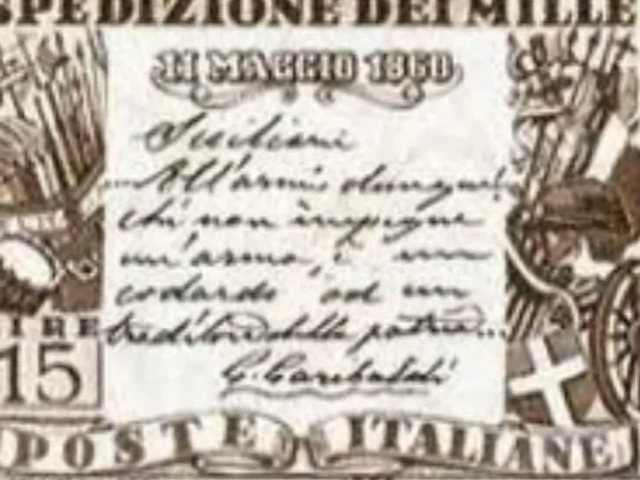 SPEDIZIONE DEI MILLE
11 MAGGIO 1860
Siciliani
All'armi dunque!
chi non impugna
un'arma, è un
codardo od un
traditore della patria...
G. Garibaldi
LIRE
15
POSTE ITALIANE